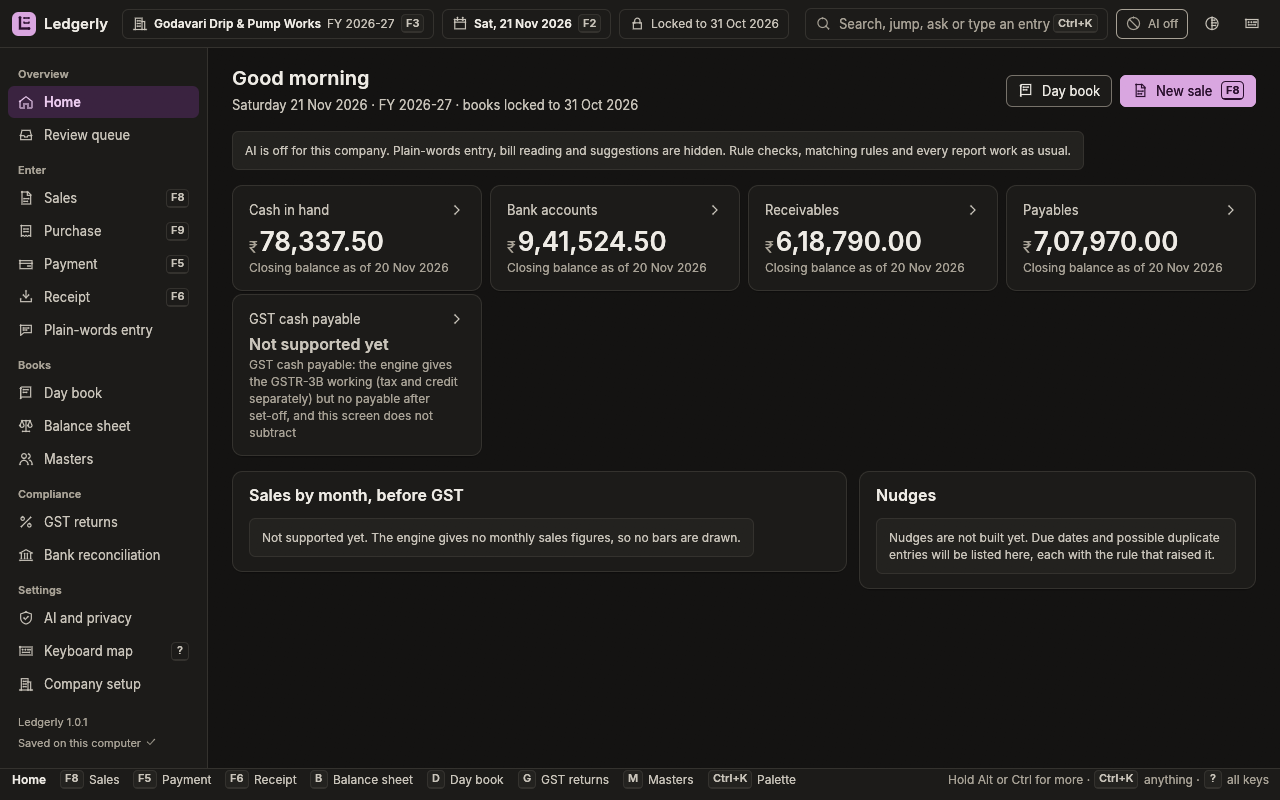 Ledgerly
Godavari Drip & Pump Works FY 2026-27 F3
Sat, 21 Nov 2026 F2
Locked to 31 Oct 2026
Search, jump, ask or type an entry Ctrl+K
AI off
Overview
Home
Review queue
Enter
Sales F8
Purchase F9
Payment F5
Receipt F6
Plain-words entry
Books
Day book
Balance sheet
Masters
Compliance
GST returns
Bank reconciliation
Settings
AI and privacy
Keyboard map ?
Company setup
Ledgerly 1.0.1
Saved on this computer
Good morning
Saturday 21 Nov 2026 · FY 2026-27 · books locked to 31 Oct 2026
Day book
New sale F8
AI is off for this company. Plain-words entry, bill reading and suggestions are hidden. Rule checks, matching rules and every report work as usual.
Cash in hand
₹78,337.50
Closing balance as of 20 Nov 2026
Bank accounts
₹9,41,524.50
Closing balance as of 20 Nov 2026
Receivables
₹6,18,790.00
Closing balance as of 20 Nov 2026
Payables
₹7,07,970.00
Closing balance as of 20 Nov 2026
GST cash payable
Not supported yet
GST cash payable: the engine gives
the GSTR-3B working (tax and credit
separately) but no payable after
set-off, and this screen does not
subtract
Sales by month, before GST
Not supported yet. The engine gives no monthly sales figures, so no bars are drawn.
Nudges
Nudges are not built yet. Due dates and possible duplicate
entries will be listed here, each with the rule that raised it.
Home F8 Sales F5 Payment F6 Receipt B Balance sheet D Day book G GST returns M Masters Ctrl+K Palette
Hold Alt or Ctrl for more · Ctrl+K anything · ? all keys